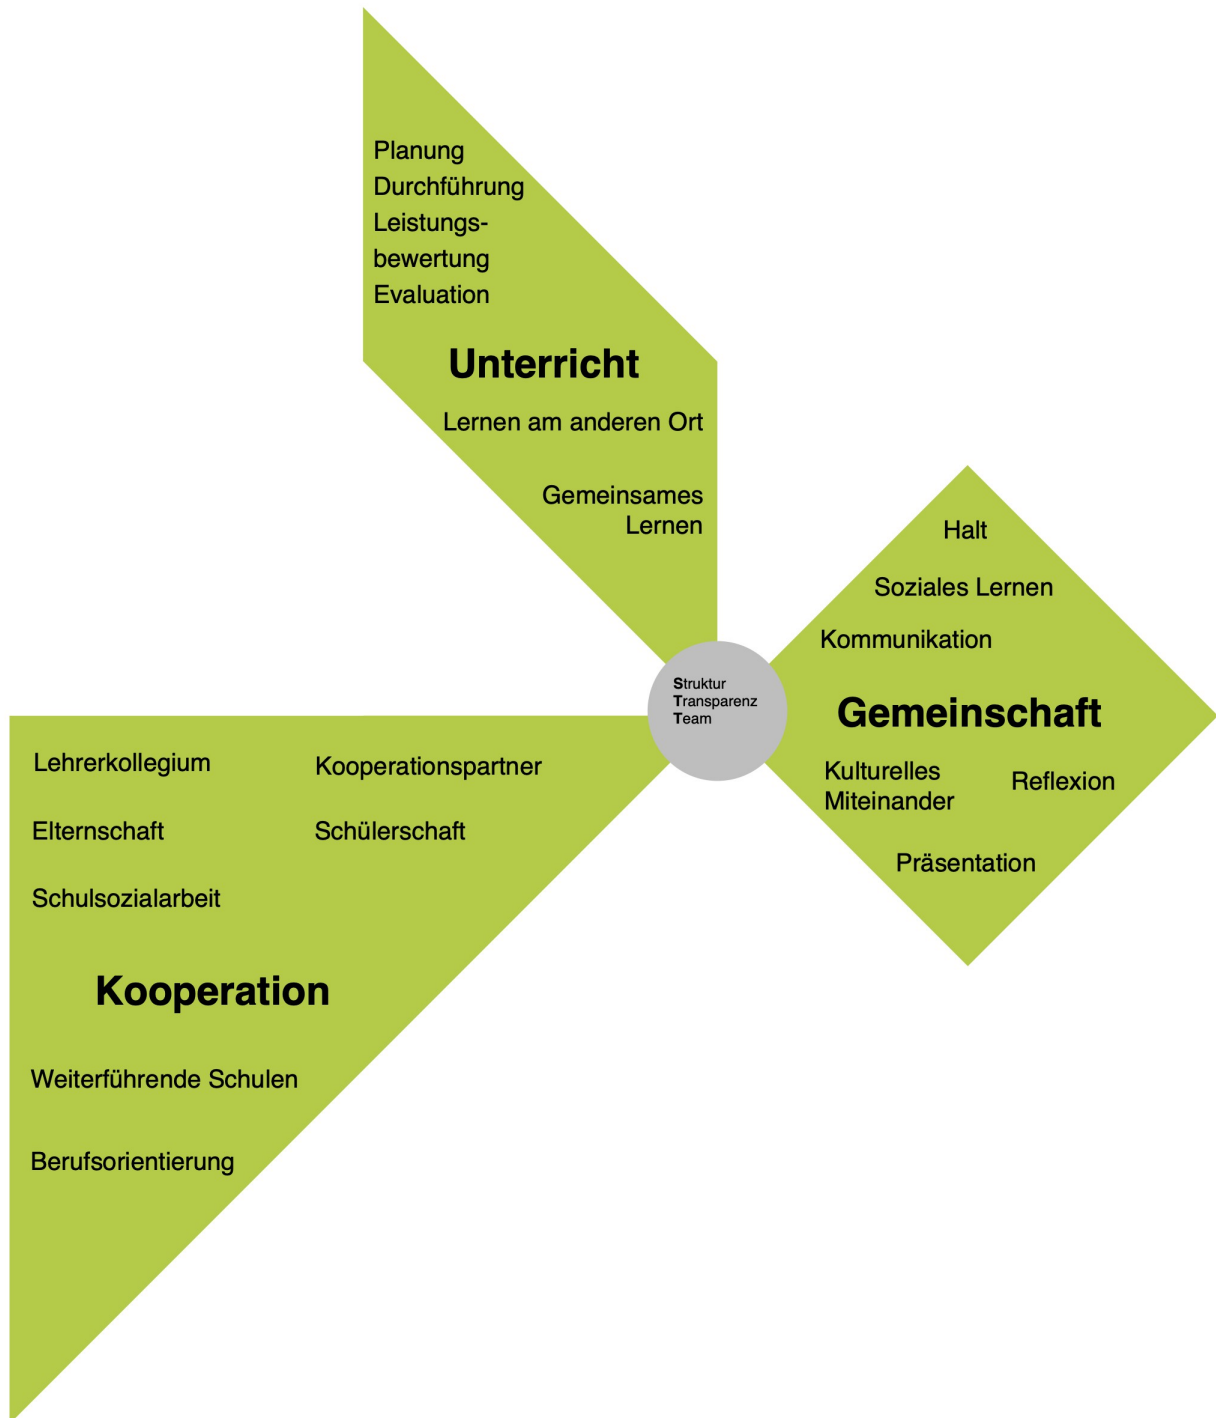 Planung
Durchführung
Leistungs-
bewertung
Evaluation
Unterricht
Lernen am anderen Ort
Gemeinsames
Lernen
Halt
Soziales Lernen
Kommunikation
Gemeinschaft
Kulturelles
Miteinander
Reflexion
Präsentation
Struktur
Transparenz
Team
Lehrerkollegium
Kooperationspartner
Elternschaft
Schülerschaft
Schulsozialarbeit
Kooperation
Weiterführende Schulen
Berufsorientierung